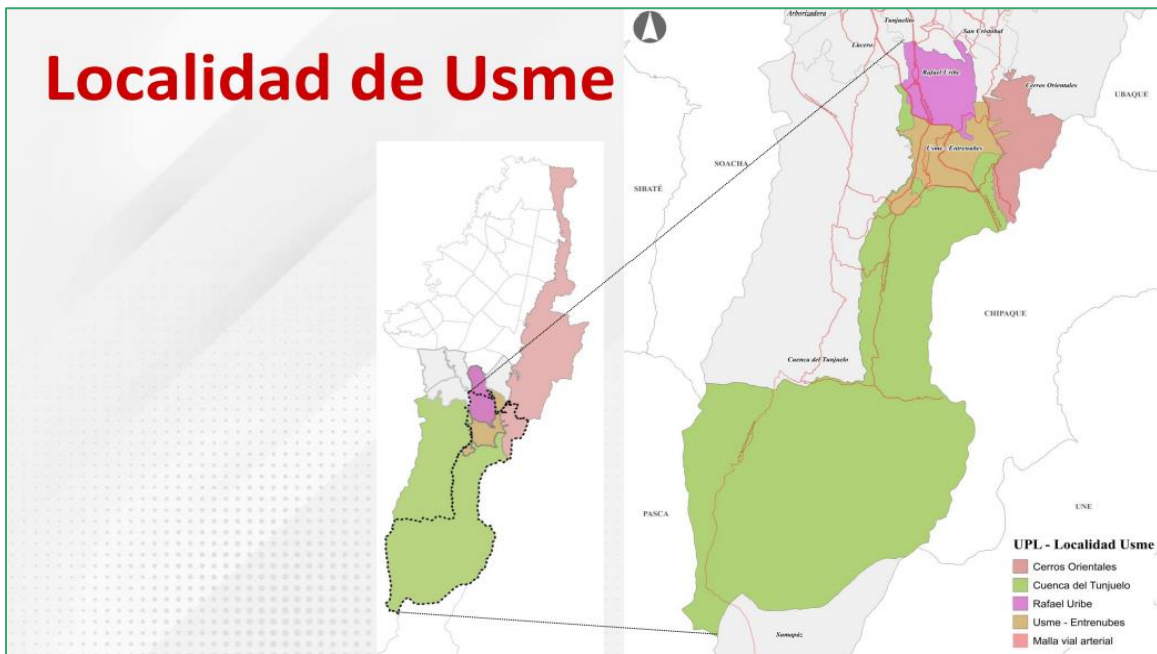 Localidad de Usme
Arborizadora
Tunjuelito
Lucero
San Cristóbal
Rafael Uribe
Cerros Orientales
UBAQUE
Usme - Entrenubes
SOACHA
SIBATÉ
CHIPAQUE
Cuenca del Tunjuelo
PASCA
UNE
Sumapáz
UPL - Localidad Usme
Cerros Orientales
Cuenca del Tunjuelo
Rafael Uribe
Usme - Entrenubes
Malla vial arterial